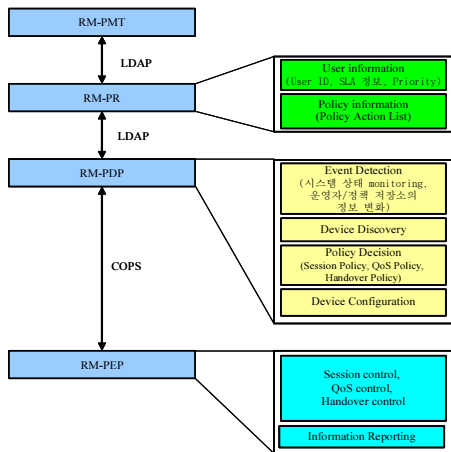 RM-PMT
LDAP
RM-PR
User information
(User ID, SLA 정보, Priority)
Policy information
(Policy Action List)
LDAP
RM-PDP
Event Detection
(시스템 상태 monitoring,
운영자/정책 저장소의
정보 변화)
Device Discovery
Policy Decision
(Session Policy, QoS Policy,
Handover Policy)
Device Configuration
COPS
RM-PEP
Session control,
QoS control,
Handover control
Information Reporting